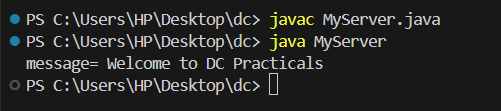 PS C:\Users\HP\Desktop\dc> javac MyServer.java
PS C:\Users\HP\Desktop\dc> java MyServer
message= Welcome to DC Practicals
PS C:\Users\HP\Desktop\dc>